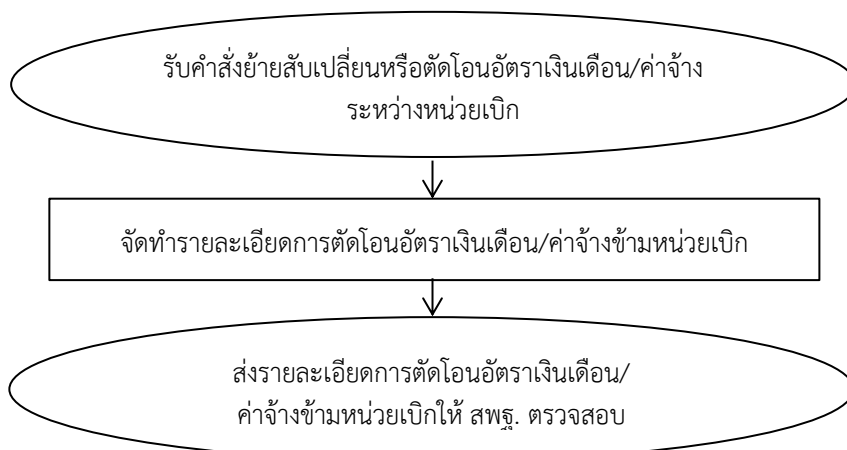 รับคำสั่งย้ายสับเปลี่ยนหรือตัดโอนอัตราเงินเดือน/ค่าจ้าง
ระหว่างหน่วยเบิก
จัดทำรายละเอียดการตัดโอนอัตราเงินเดือน/ค่าจ้างข้ามหน่วยเบิก
ส่งรายละเอียดการตัดโอนอัตราเงินเดือน/
ค่าจ้างข้ามหน่วยเบิกให้ สพฐ. ตรวจสอบ